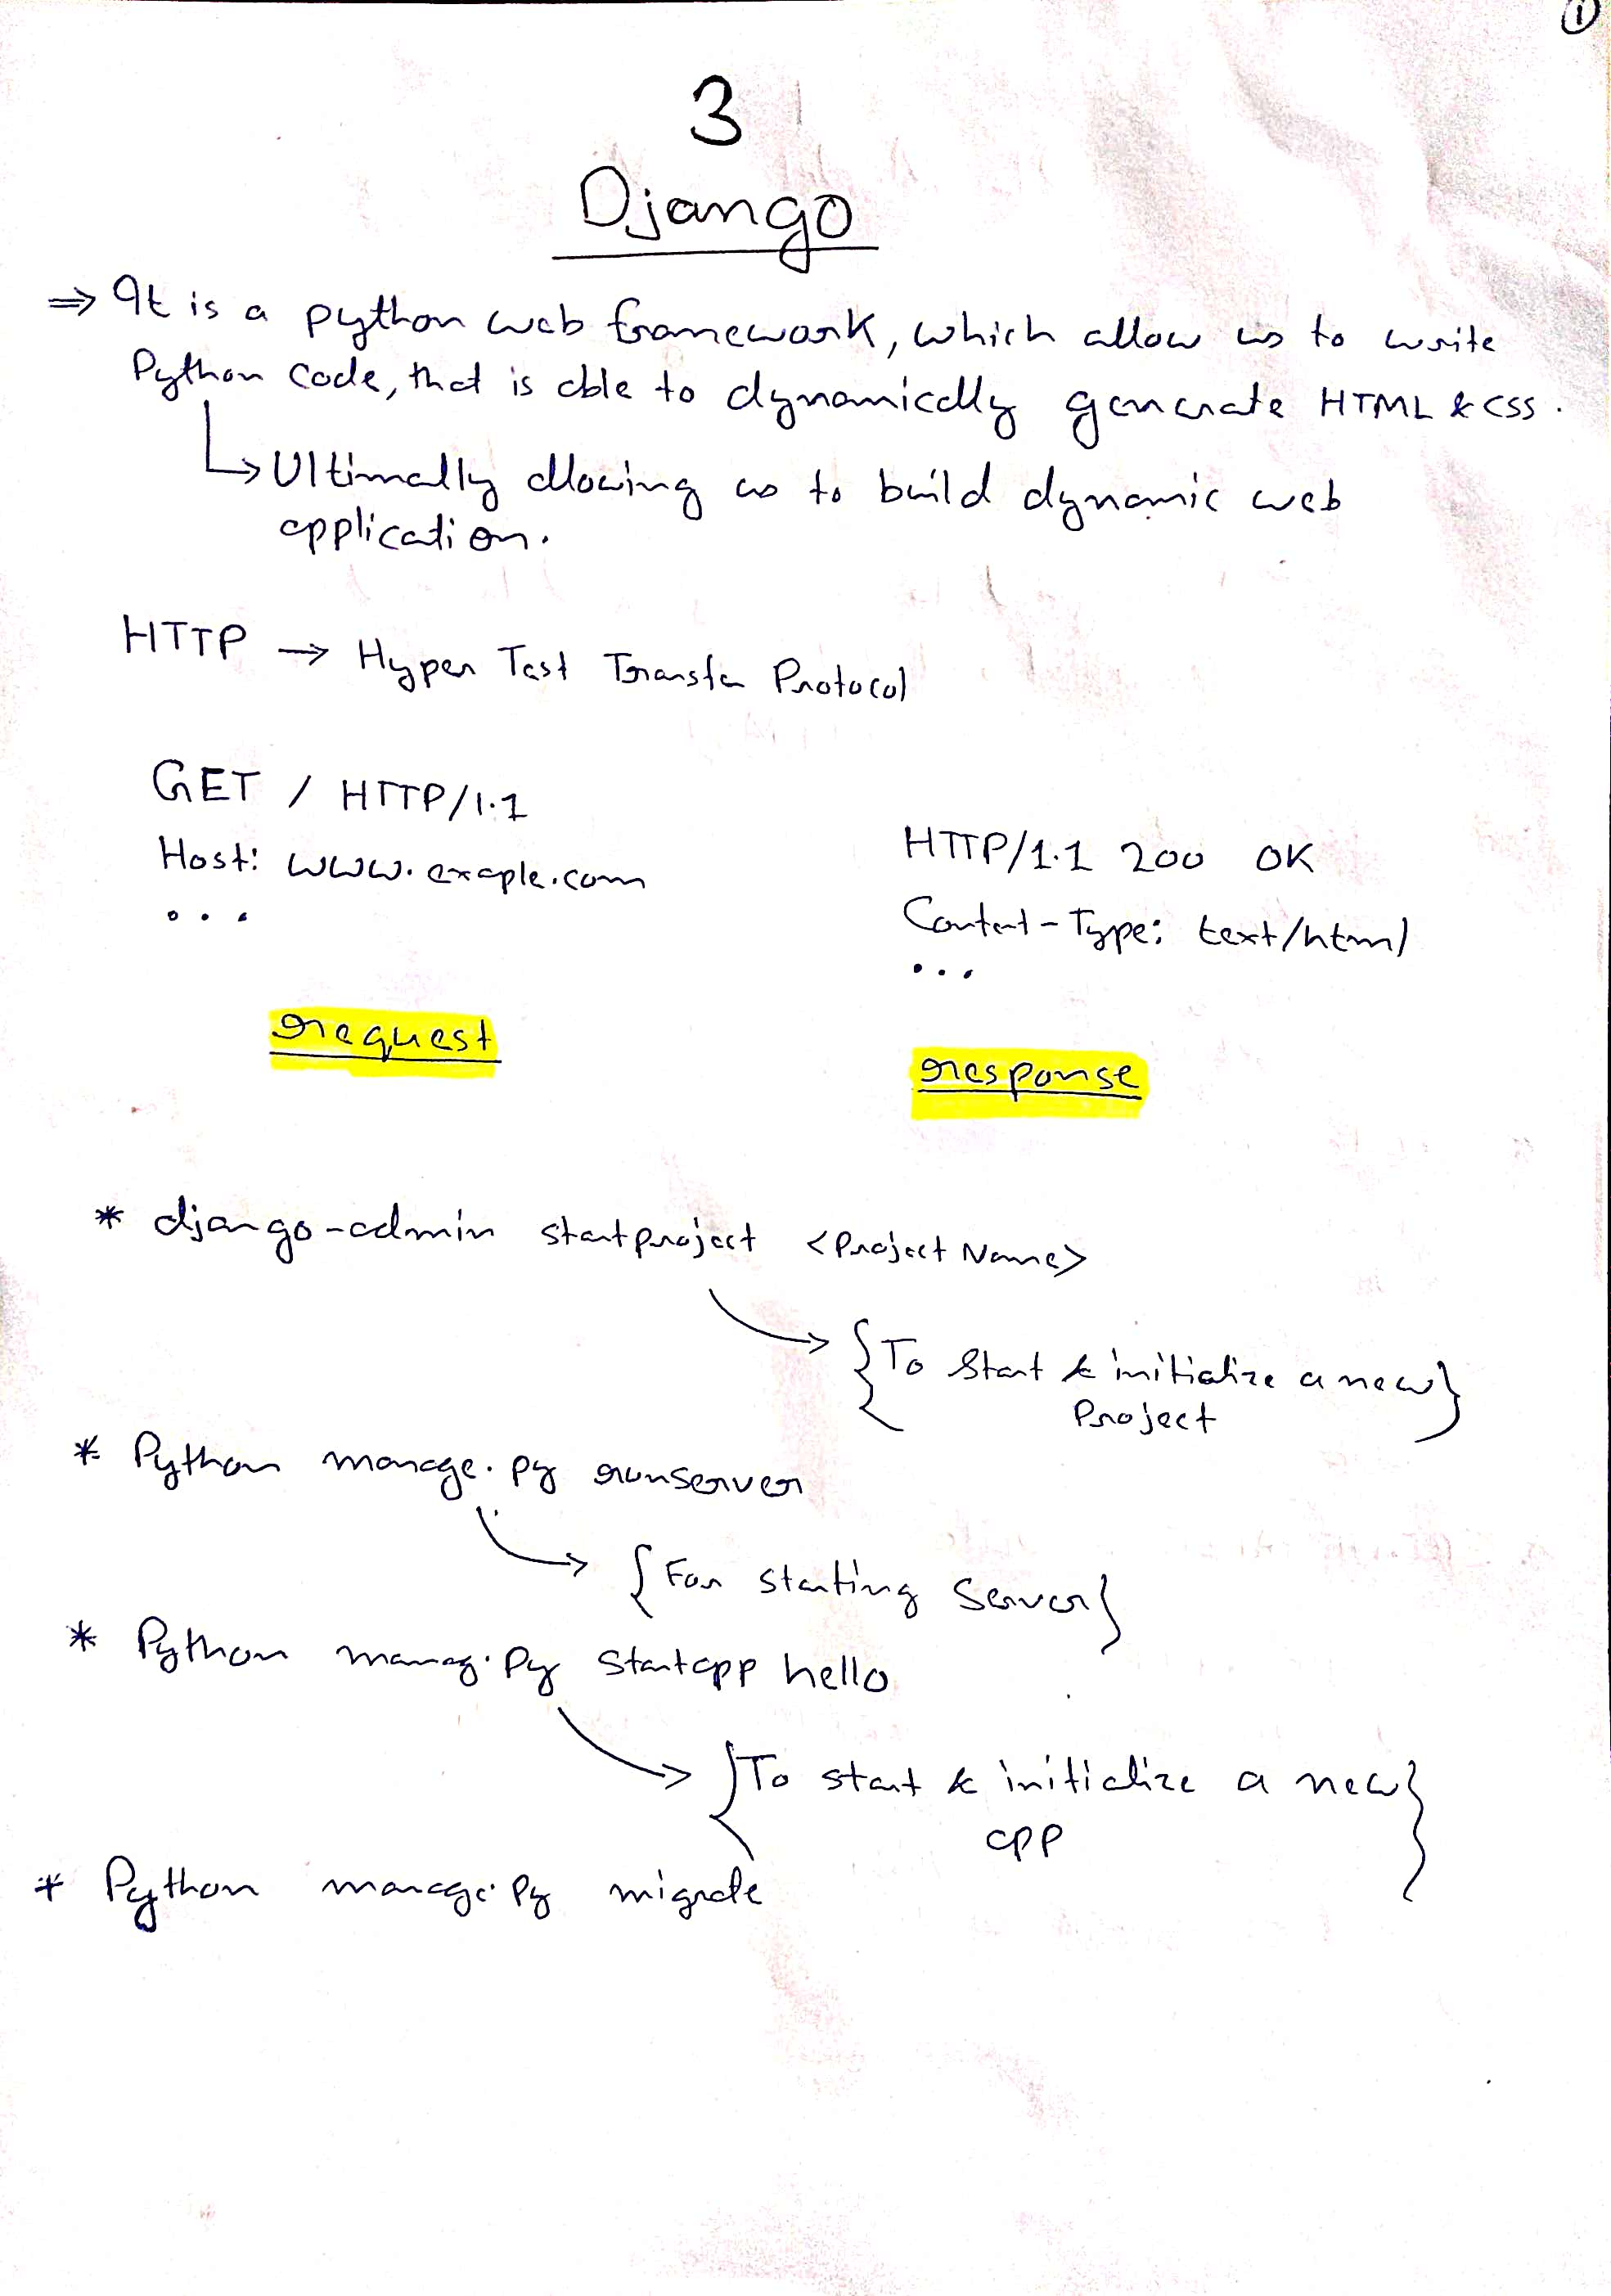 ①
3
Django
⇒ It is a python web framework, which allow us to write
Python code, that is able to dynamically generate HTML & CSS.
↳ Ultimally allowing us to build dynamic web
application.
HTTP → Hyper Test Transfer Protocol
GET / HTTP/1.1
Host: www.exaple.com
...
request
HTTP/1.1 200 OK
Content-Type: text/html
...
response
* django-admin startproject <Project Name>
→ {To Start & initialize a new}
Project
* Python manage.py runserver
→ {For starting Server}
* Python manag.py startapp hello
→ {To start & initialize a new}
app
* Python manage.py migrate